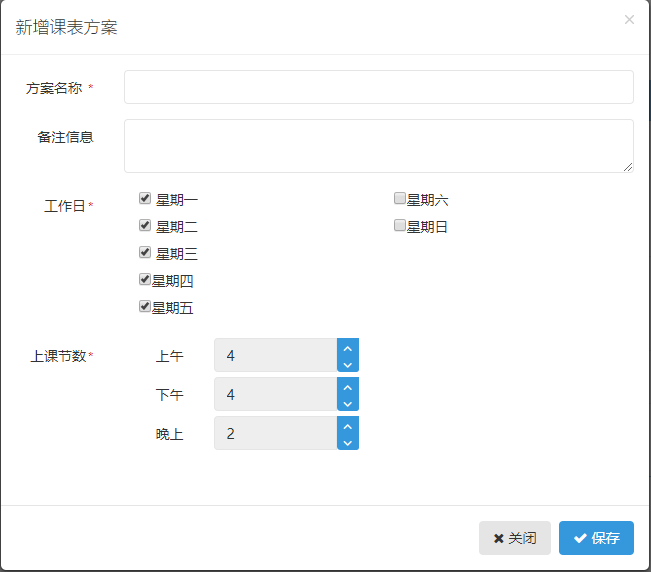 新增课表方案 ×
方案名称 *
备注信息
工作日* 星期一 星期六
星期二 星期日
星期三
星期四
星期五
上课节数* 上午 4
下午 4
晚上 2
关闭 保存